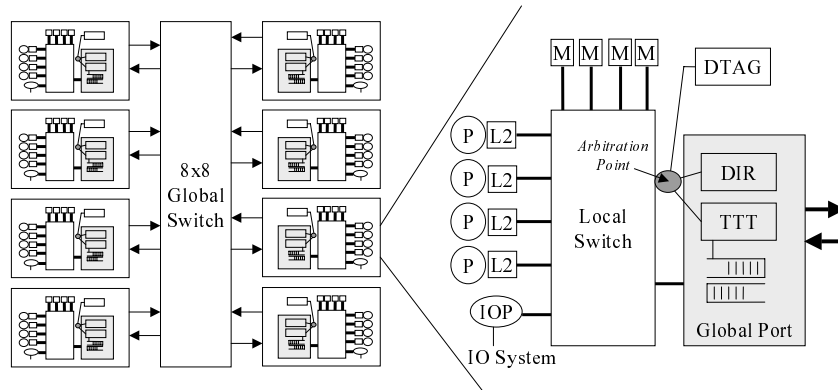 8x8
Global
Switch
M M M M
DTAG
P L2
P L2
P L2
P L2
Arbitration
Point
DIR
TTT
Local
Switch
IOP
IO System
Global Port